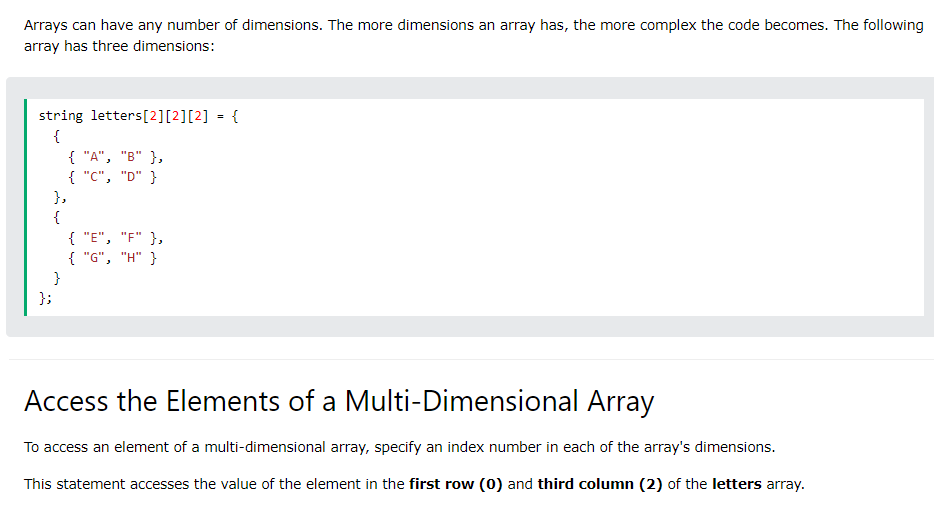 Arrays can have any number of dimensions. The more dimensions an array has, the more complex the code becomes. The following
array has three dimensions:
string letters[2][2][2] = {
  {
    { "A", "B" },
    { "C", "D" }
  },
  {
    { "E", "F" },
    { "G", "H" }
  }
};
Access the Elements of a Multi-Dimensional Array
To access an element of a multi-dimensional array, specify an index number in each of the array's dimensions.
This statement accesses the value of the element in the first row (0) and third column (2) of the letters array.